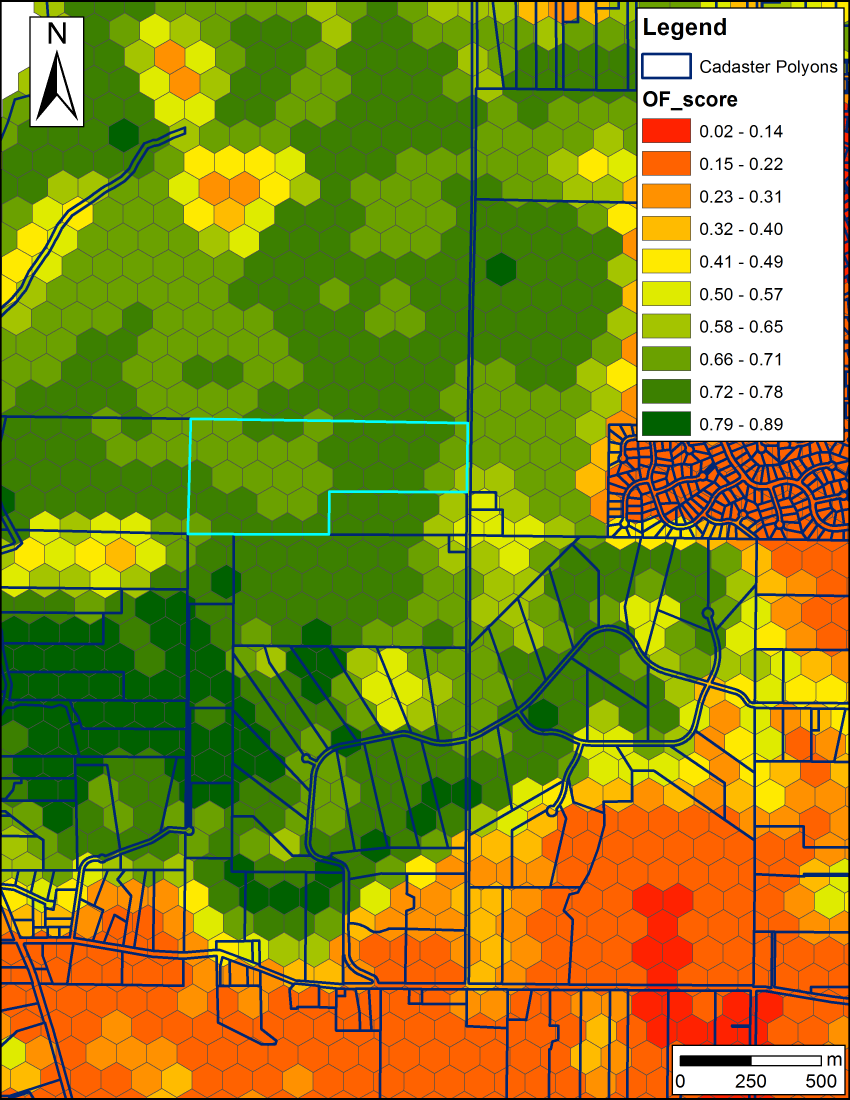 N
Legend
Cadaster Polyons
OF_score
0.02 - 0.14
0.15 - 0.22
0.23 - 0.31
0.32 - 0.40
0.41 - 0.49
0.50 - 0.57
0.58 - 0.65
0.66 - 0.71
0.72 - 0.78
0.79 - 0.89
m
0 250 500